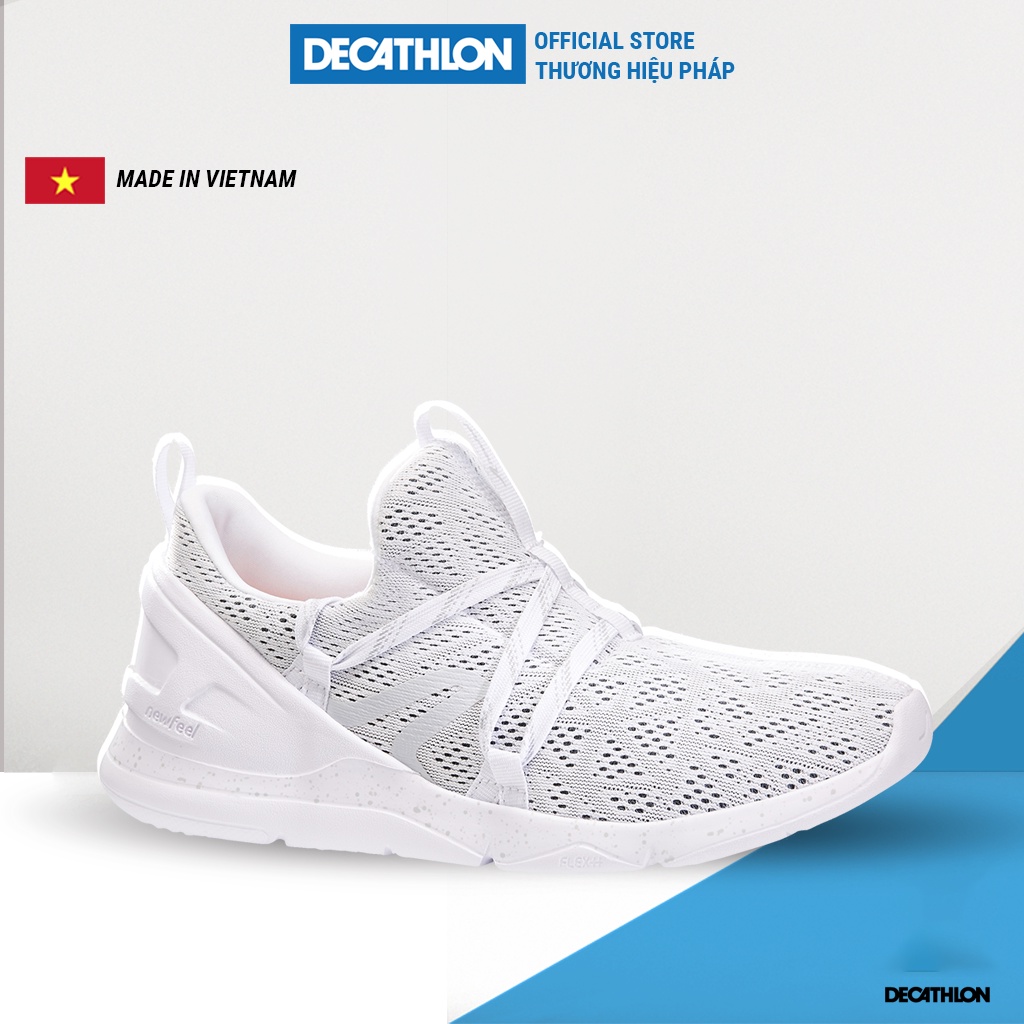 DECATHLON
OFFICIAL STORE
THƯƠNG HIỆU PHÁP
MADE IN VIETNAM
newfeel
FLEX-H
DECATHLON